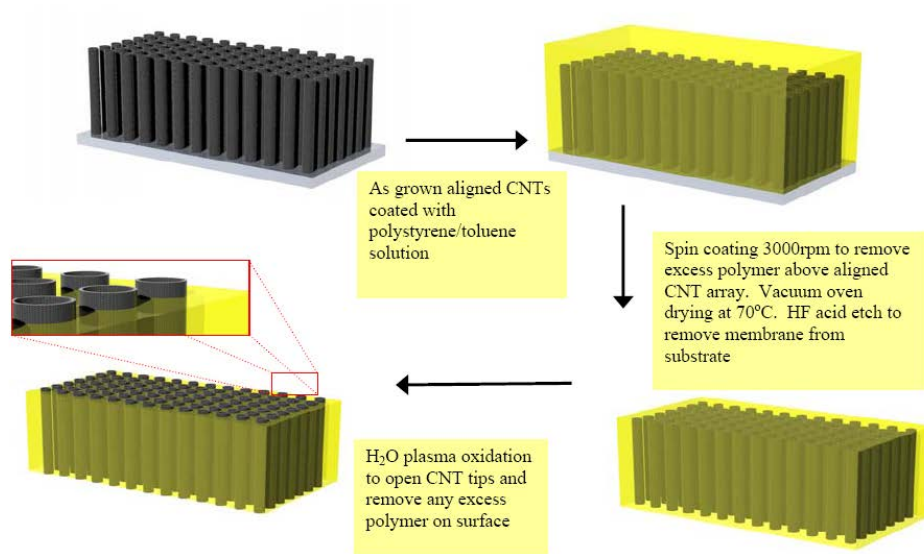 As grown aligned CNTs
coated with
polystyrene/toluene
solution
Spin coating 3000rpm to remove
excess polymer above aligned
CNT array.  Vacuum oven
drying at 70°C.  HF acid etch to
remove membrane from
substrate
H₂O plasma oxidation
to open CNT tips and
remove any excess
polymer on surface